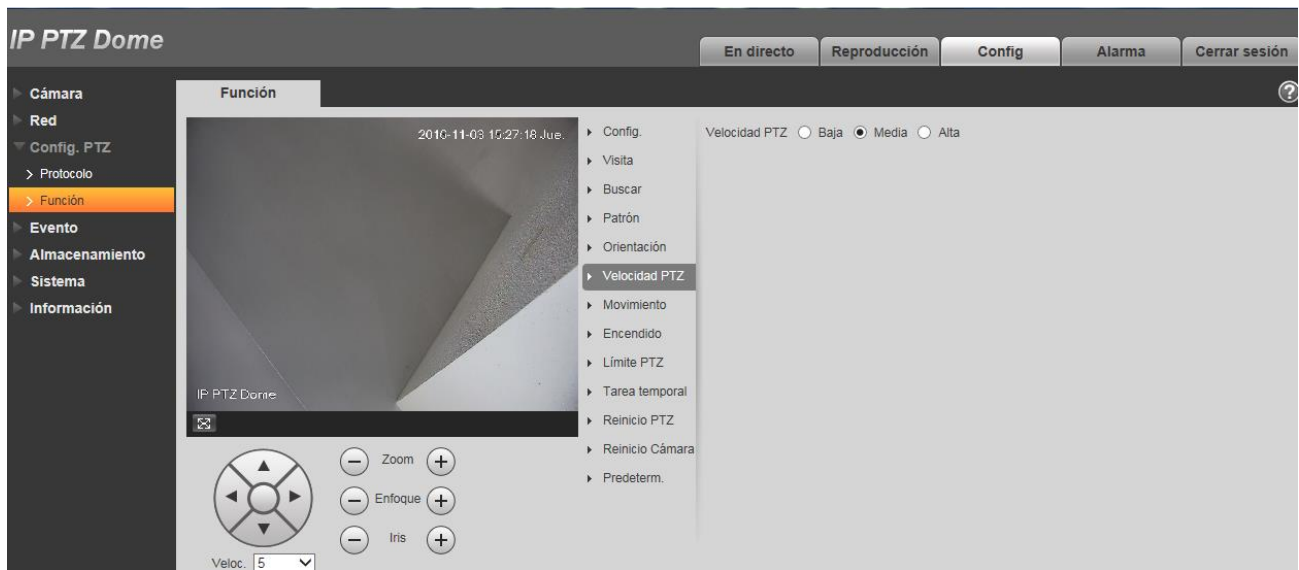 IP PTZ Dome
En directo
Reproducción
Config
Alarma
Cerrar sesión
Cámara
Red
Config. PTZ
Protocolo
Función
Evento
Almacenamiento
Sistema
Información
Función
?
2016-11-03 15:27:18 Jue.
IP PTZ Dome
Zoom
Enfoque
Iris
Veloc. 5
Config.
Visita
Buscar
Patrón
Orientación
Velocidad PTZ
Movimiento
Encendido
Límite PTZ
Tarea temporal
Reinicio PTZ
Reinicio Cámara
Predeterm.
Velocidad PTZ Baja Media Alta